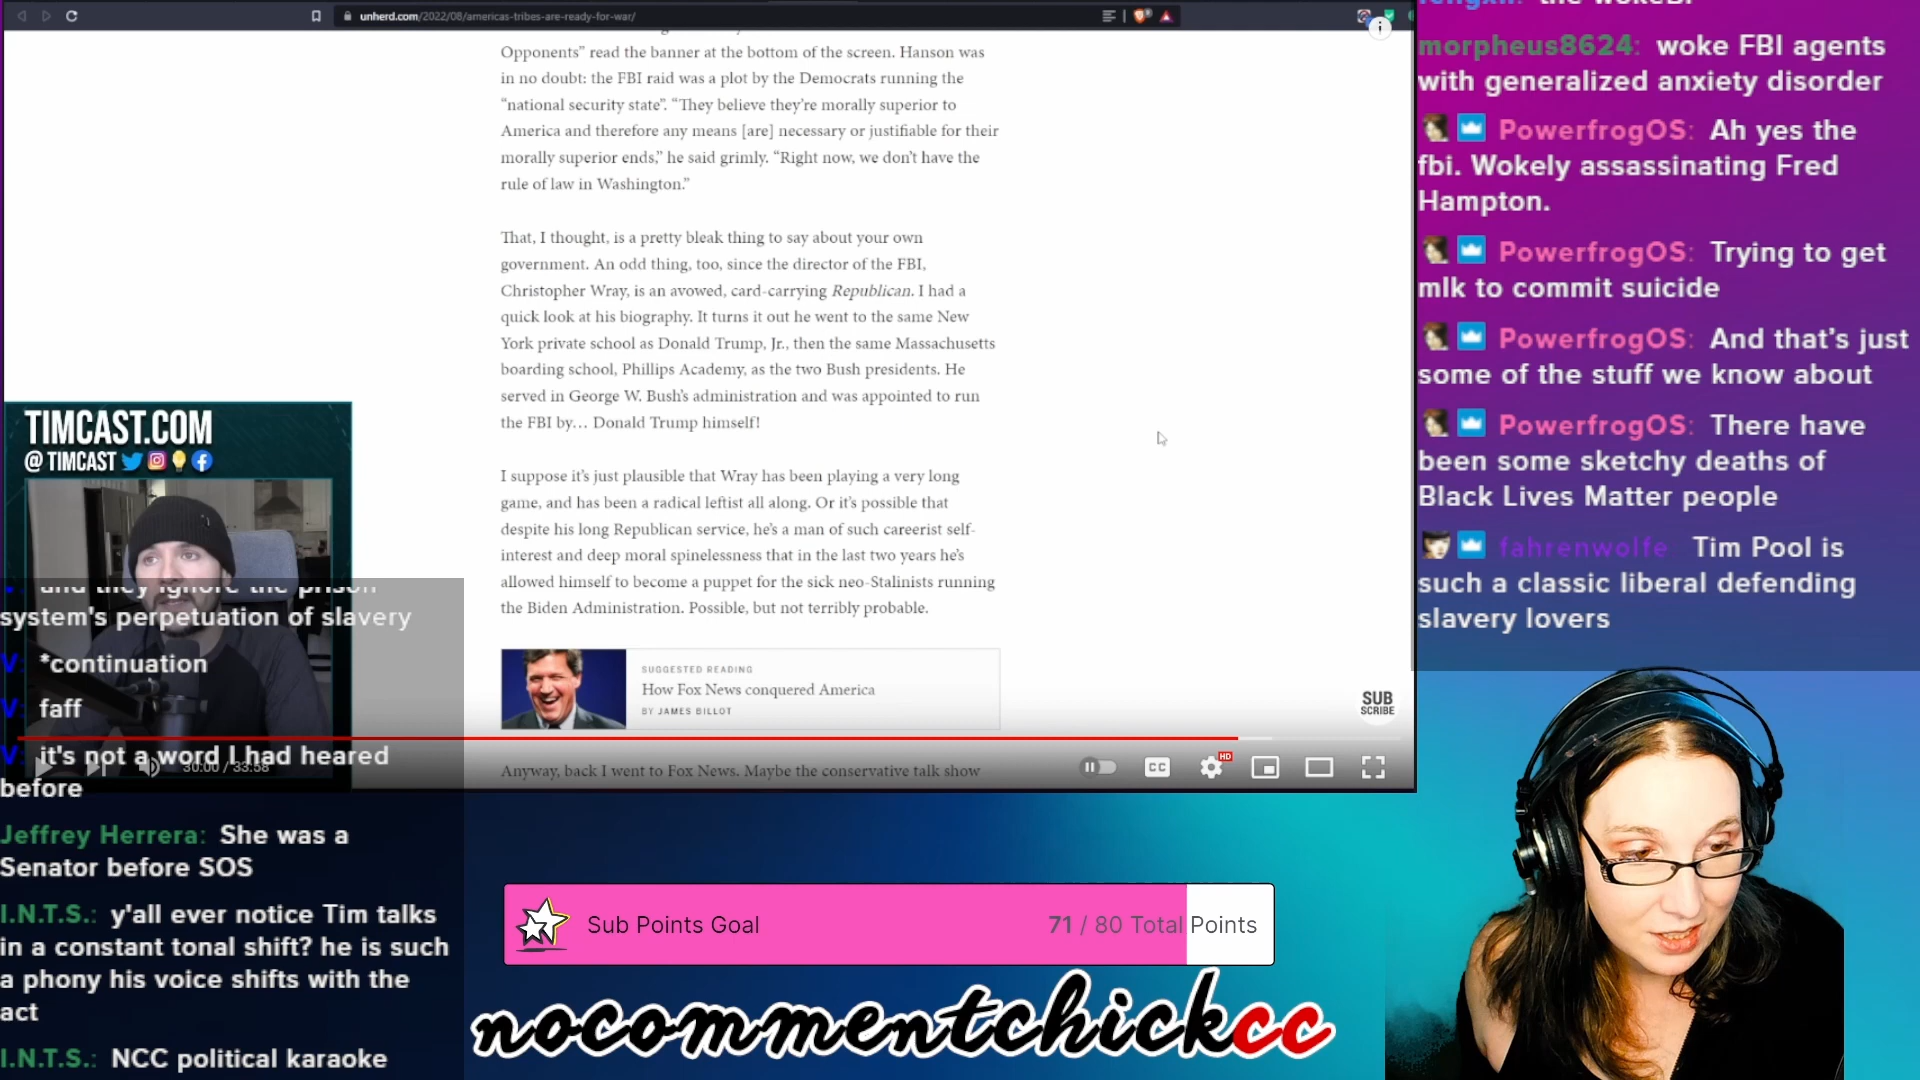 unherd.com/2022/08/americas-tribes-are-ready-for-war/
Opponents” read the banner at the bottom of the screen. Hanson was
in no doubt: the FBI raid was a plot by the Democrats running the
“national security state”. “They believe they’re morally superior to
America and therefore any means [are] necessary or justifiable for their
morally superior ends,” he said grimly. “Right now, we don’t have the
rule of law in Washington.”
That, I thought, is a pretty bleak thing to say about your own
government. An odd thing, too, since the director of the FBI,
Christopher Wray, is an avowed, card-carrying Republican. I had a
quick look at his biography. It turns it out he went to the same New
York private school as Donald Trump, Jr., then the same Massachusetts
boarding school, Phillips Academy, as the two Bush presidents. He
served in George W. Bush’s administration and was appointed to run
the FBI by… Donald Trump himself!
I suppose it’s just plausible that Wray has been playing a very long
game, and has been a radical leftist all along. Or it’s possible that
despite his long Republican service, he’s a man of such careerist self-
interest and deep moral spinelessness that in the last two years he’s
allowed himself to become a puppet for the sick neo-Stalinists running
the Biden Administration. Possible, but not terribly probable.
SUGGESTED READING
How Fox News conquered America
BY JAMES BILLOT
Anyway, back I went to Fox News. Maybe the conservative talk show
SUB
SCRIBE
CC
HD
30:00 / 33:58
TIMCAST.COM
@TIMCAST
and they ignore the prison
system's perpetuation of slavery
V: *continuation
V: faff
V: it's not a word I had heared
before
Jeffrey Herrera: She was a
Senator before SOS
I.N.T.S.: y'all ever notice Tim talks
in a constant tonal shift? he is such
a phony his voice shifts with the
act
I.N.T.S.: NCC political karaoke
Sub Points Goal
71 / 80 Total Points
nocommentchickcc
morpheus8624: woke FBI agents
with generalized anxiety disorder
PowerfrogOS: Ah yes the
fbi. Wokely assassinating Fred
Hampton.
PowerfrogOS: Trying to get
mlk to commit suicide
PowerfrogOS: And that's just
some of the stuff we know about
PowerfrogOS: There have
been some sketchy deaths of
Black Lives Matter people
fahrenwolfe: Tim Pool is
such a classic liberal defending
slavery lovers